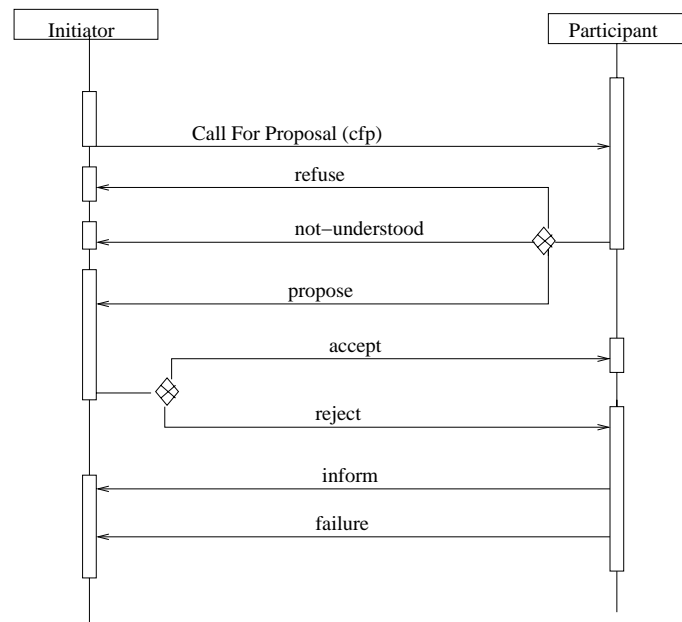 Initiator
Participant
Call For Proposal (cfp)
refuse
not−understood
propose
accept
reject
inform
failure